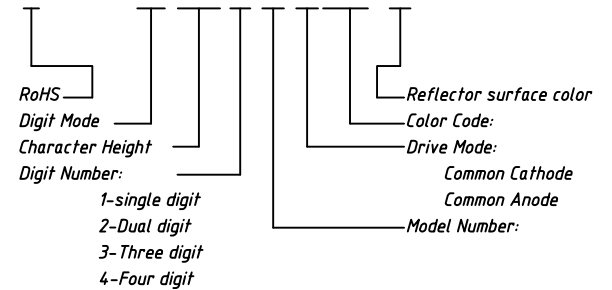 RoHS
Digit Mode
Character Height
Digit Number:
1-single digit
2-Dual digit
3-Three digit
4-Four digit
Reflector surface color
Color Code:
Drive Mode:
Common Cathode
Common Anode
Model Number: